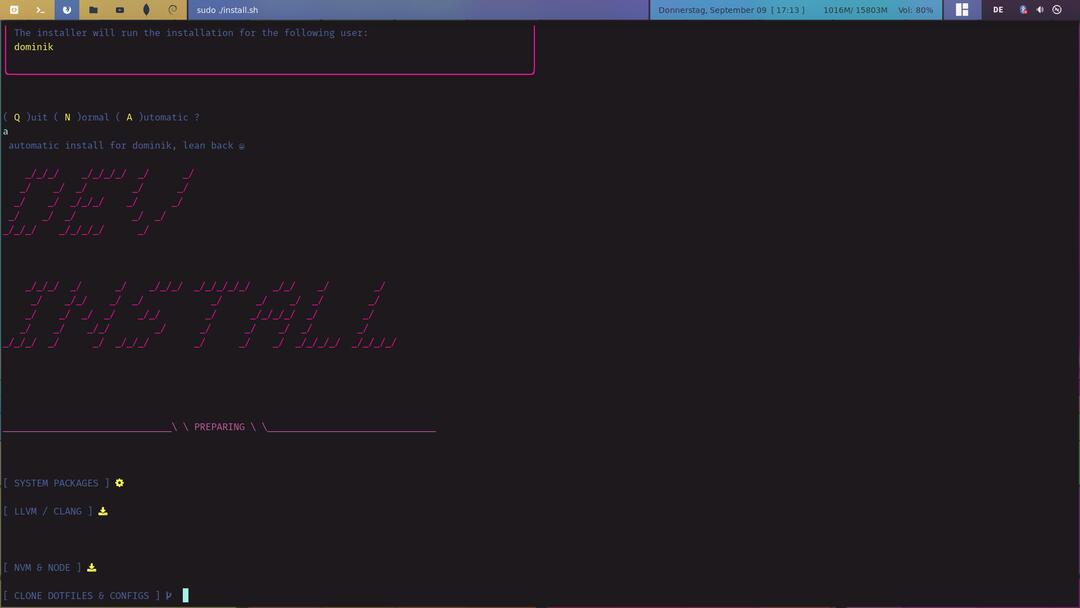 sudo ./install.sh
Donnerstag, September 09 [ 17:13 ] 1016M/ 15803M Vol: 80%
DE
The installer will run the installation for the following user:
dominik
( Q )uit ( N )ormal ( A )utomatic ?
a
automatic install for dominik, lean back
DEV
INSTALL
\ \ PREPARING \ \
[ SYSTEM PACKAGES ]
[ LLVM / CLANG ]
[ NVM & NODE ]
[ CLONE DOTFILES & CONFIGS ]